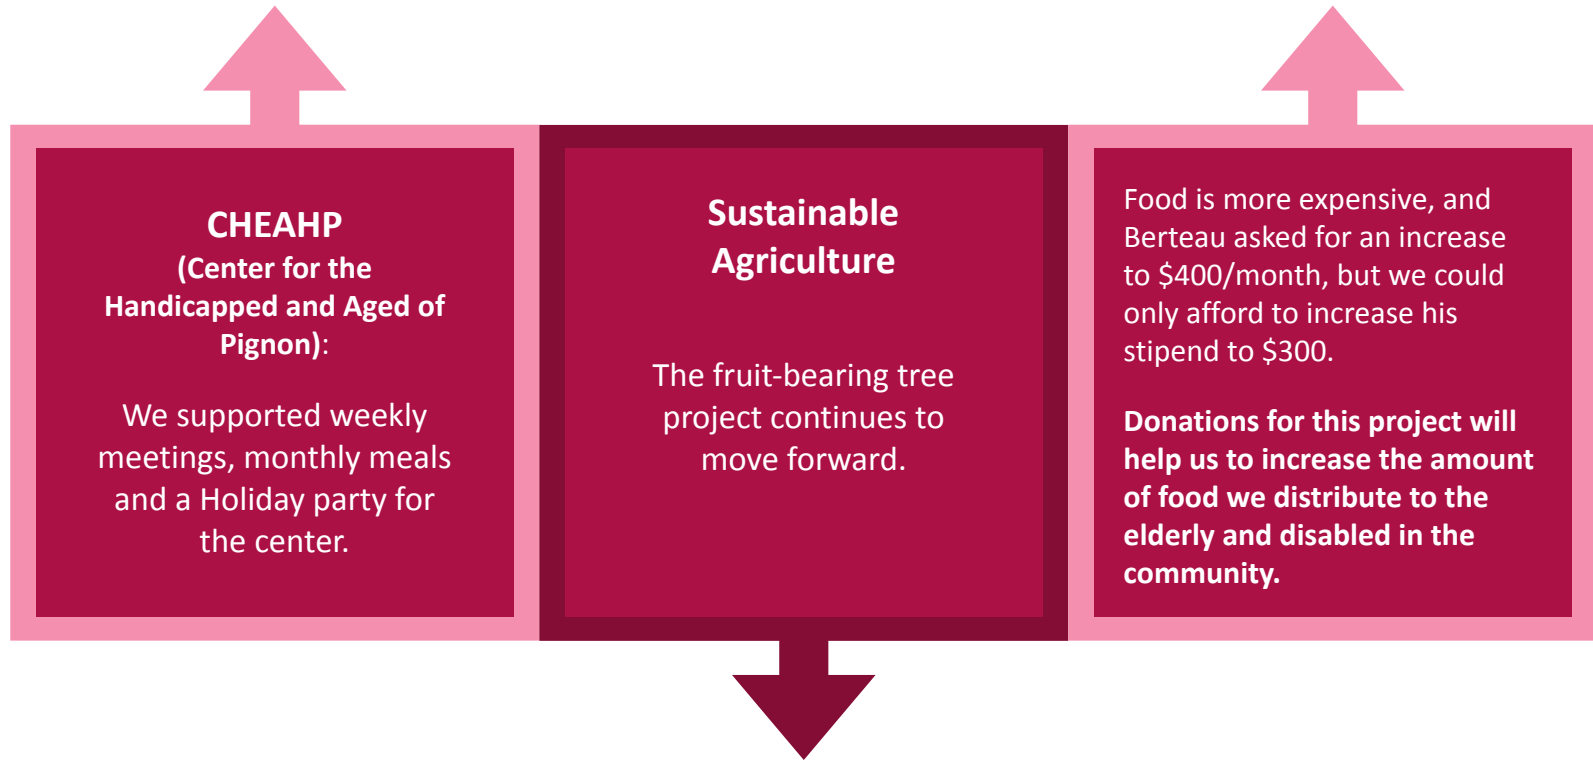 CHEAHP
(Center for the
Handicapped and Aged of
Pignon):
We supported weekly
meetings, monthly meals
and a Holiday party for
the center.
Sustainable
Agriculture
The fruit-bearing tree
project continues to
move forward.
Food is more expensive, and
Berteau asked for an increase
to $400/month, but we could
only afford to increase his
stipend to $300.
Donations for this project will
help us to increase the amount
of food we distribute to the
elderly and disabled in the
community.